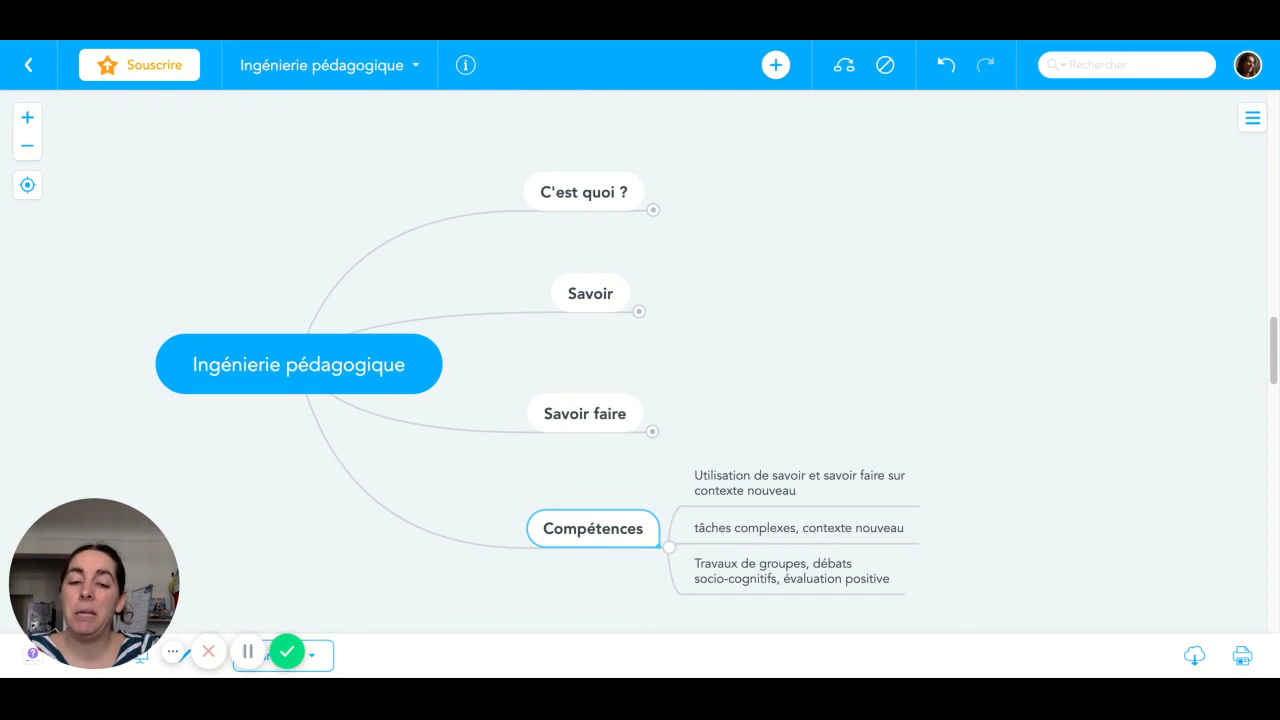 Souscrire
Ingénierie pédagogique
Rechercher
C'est quoi ?
Savoir
Ingénierie pédagogique
Savoir faire
Utilisation de savoir et savoir faire sur
contexte nouveau
Compétences
tâches complexes, contexte nouveau
Travaux de groupes, débats
socio-cognitifs, évaluation positive